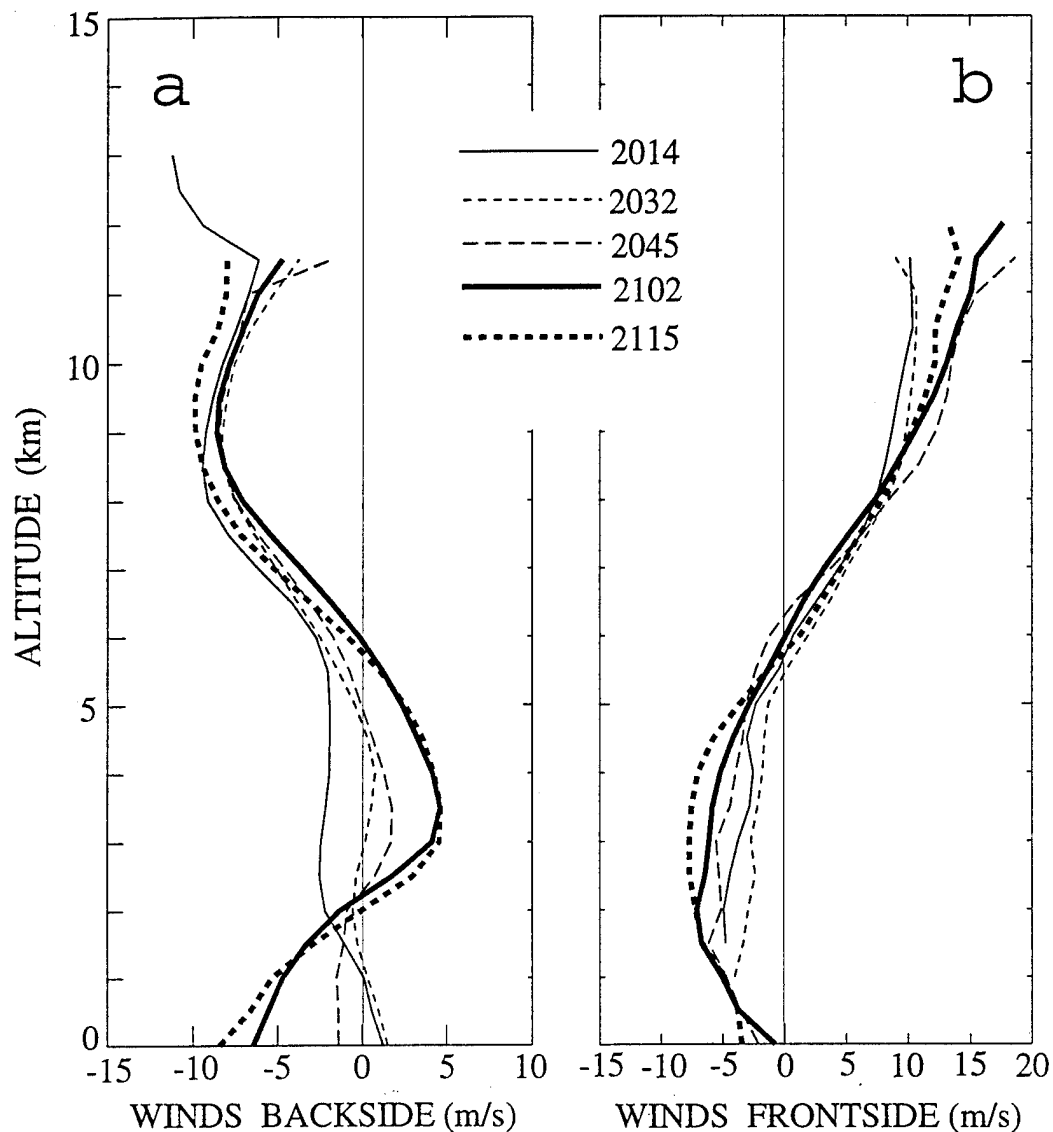 15
a
b
2014
2032
2045
2102
2115
10
ALTITUDE (km)
5
0
-15 -10 -5 0 5 10
-15 -10 -5 0 5 10 15 20
WINDS BACKSIDE (m/s)
WINDS FRONTSIDE (m/s)